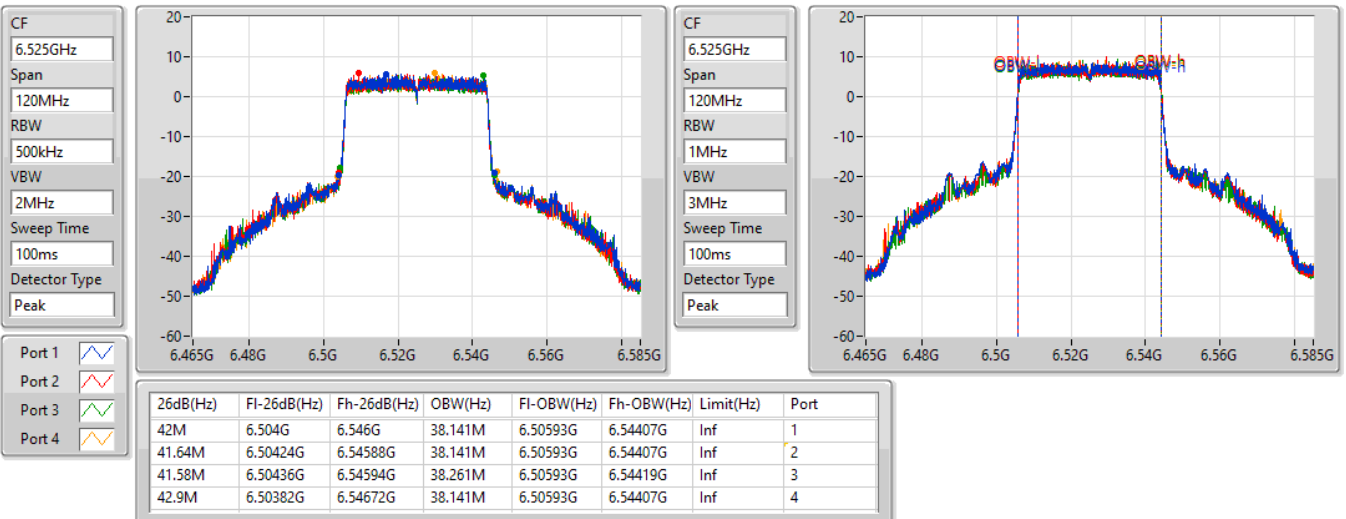 CF
6.525GHz
Span
120MHz
RBW
500kHz
VBW
2MHz
Sweep Time
100ms
Detector Type
Peak
20
10
0
-10
-20
-30
-40
-50
-60
6.465G 6.48G 6.5G 6.52G 6.54G 6.56G 6.585G
CF
6.525GHz
Span
120MHz
RBW
1MHz
VBW
3MHz
Sweep Time
100ms
Detector Type
Peak
20
10
0
-10
-20
-30
-40
-50
-60
OBW-l OBW-h
6.465G 6.48G 6.5G 6.52G 6.54G 6.56G 6.585G
Port 1
Port 2
Port 3
Port 4
26dB(Hz) Fl-26dB(Hz) Fh-26dB(Hz) OBW(Hz) Fl-OBW(Hz) Fh-OBW(Hz) Limit(Hz) Port
42M 6.504G 6.546G 38.141M 6.50593G 6.54407G Inf 1
41.64M 6.50424G 6.54588G 38.141M 6.50593G 6.54407G Inf 2
41.58M 6.50436G 6.54594G 38.261M 6.50593G 6.54419G Inf 3
42.9M 6.50382G 6.54672G 38.141M 6.50593G 6.54407G Inf 4